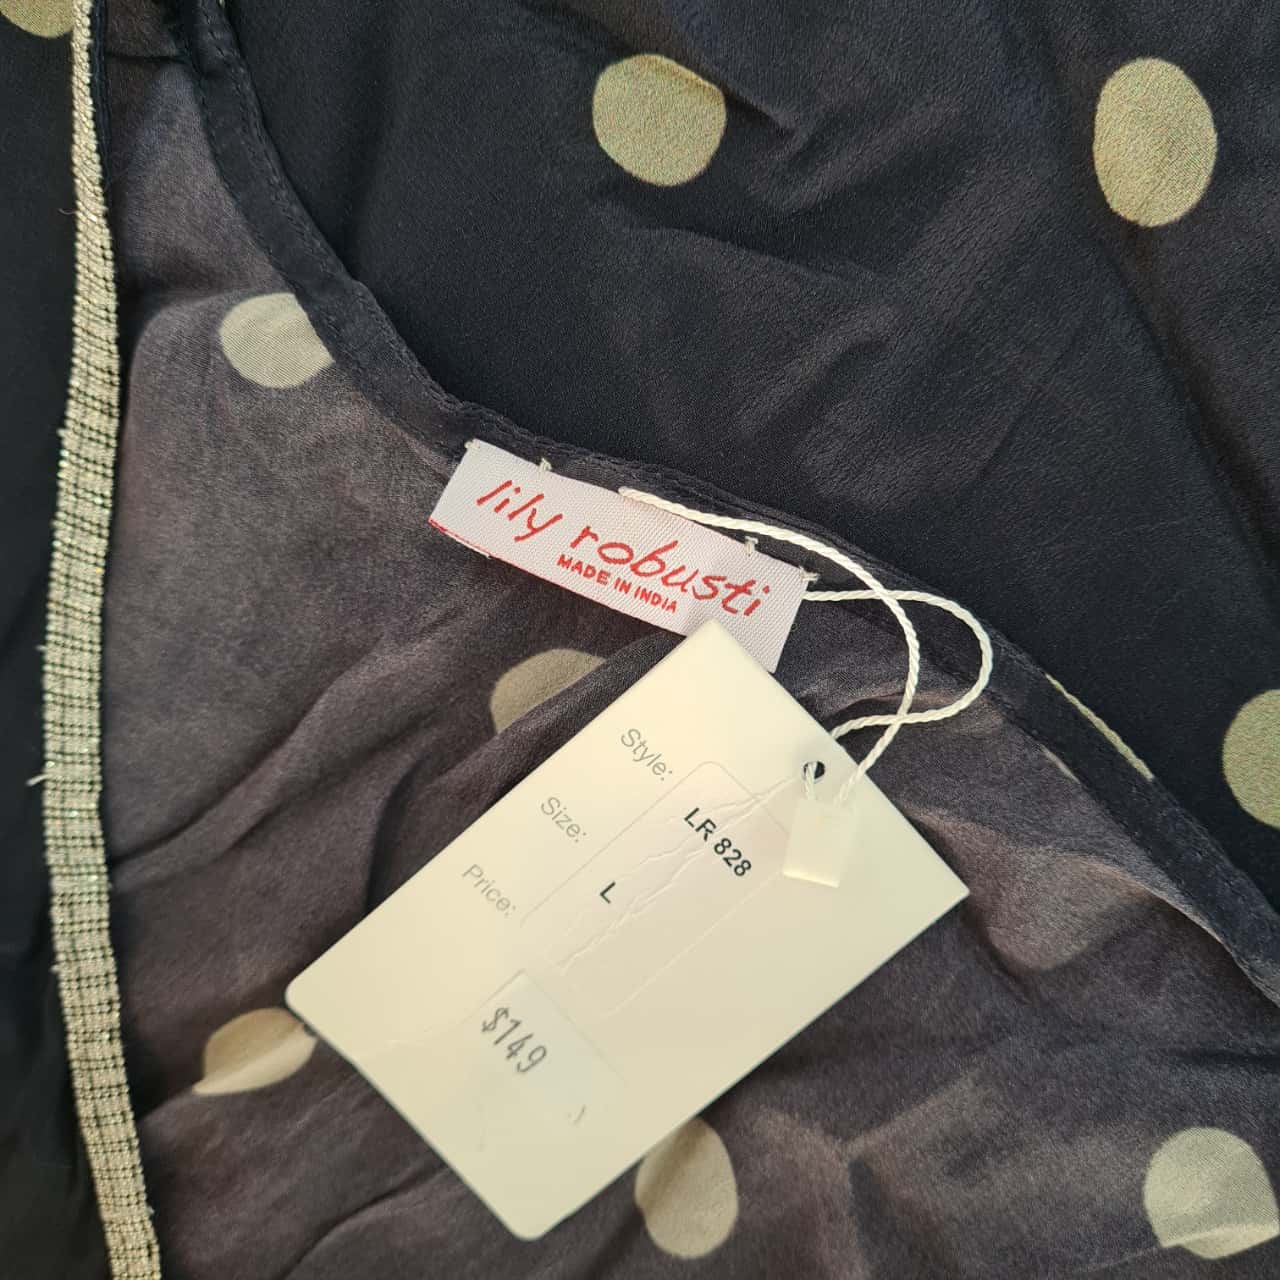 lily robusti
MADE IN INDIA
Style: LR 828
Size: L
Price:
$149